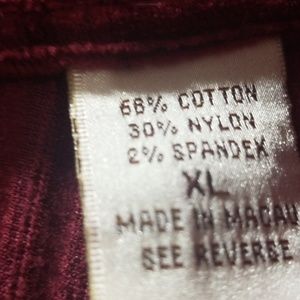 68% COTTON
30% NYLON
2% SPANDEX
XL
MADE IN MACAU
SEE REVERSE